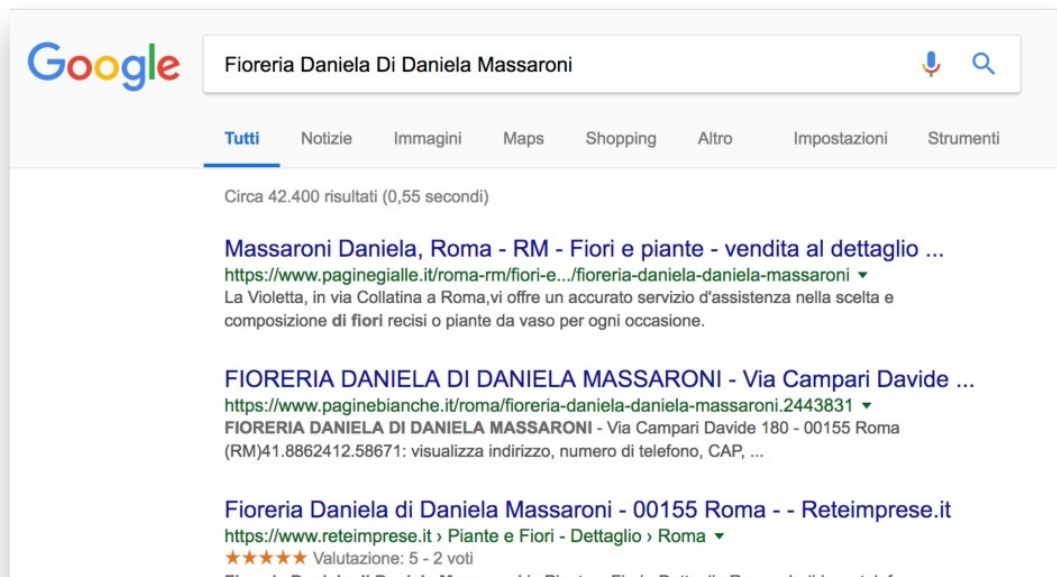 Google
Fioreria Daniela Di Daniela Massaroni
Tutti Notizie Immagini Maps Shopping Altro Impostazioni Strumenti
Circa 42.400 risultati (0,55 secondi)
Massaroni Daniela, Roma - RM - Fiori e piante - vendita al dettaglio ...
https://www.paginegialle.it/roma-rm/fiori-e.../fioreria-daniela-daniela-massaroni
La Violetta, in via Collatina a Roma,vi offre un accurato servizio d'assistenza nella scelta e
composizione di fiori recisi o piante da vaso per ogni occasione.
FIORERIA DANIELA DI DANIELA MASSARONI - Via Campari Davide ...
https://www.paginebianche.it/roma/fioreria-daniela-daniela-massaroni.2443831
FIORERIA DANIELA DI DANIELA MASSARONI - Via Campari Davide 180 - 00155 Roma
(RM)41.8862412.58671: visualizza indirizzo, numero di telefono, CAP, ...
Fioreria Daniela di Daniela Massaroni - 00155 Roma - - Reteimprese.it
https://www.reteimprese.it › Piante e Fiori - Dettaglio › Roma
Valutazione: 5 - 2 voti